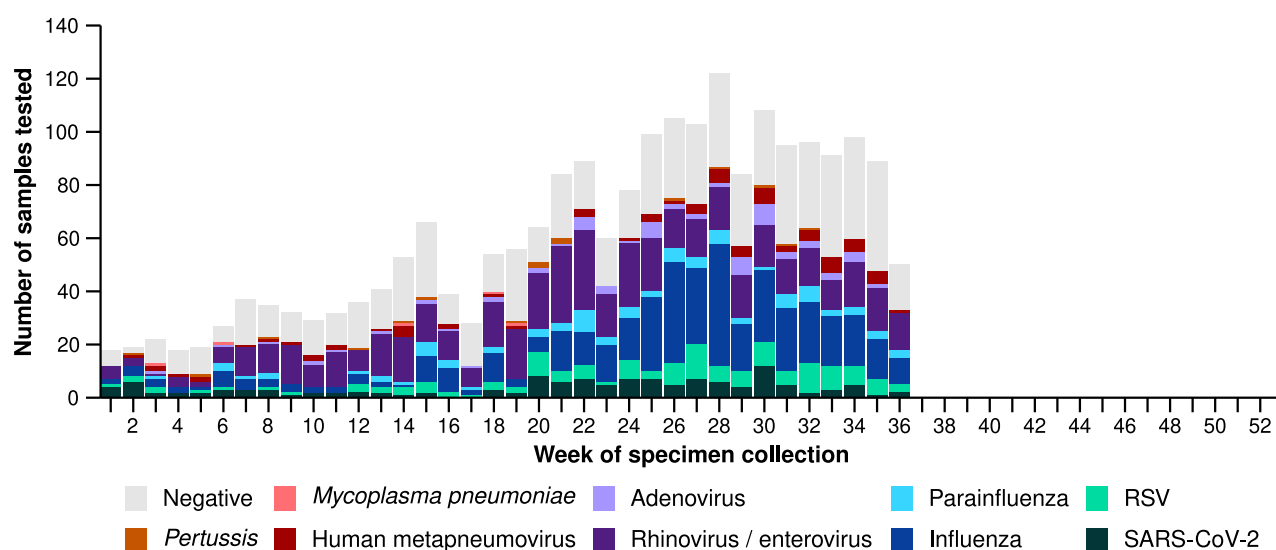 140
120
100
80
60
40
20
0
Number of samples tested
2 4 6 8 10 12 14 16 18 20 22 24 26 28 30 32 34 36 38 40 42 44 46 48 50 52
Week of specimen collection
Negative Mycoplasma pneumoniae Adenovirus Parainfluenza RSV
Pertussis Human metapneumovirus Rhinovirus / enterovirus Influenza SARS-CoV-2